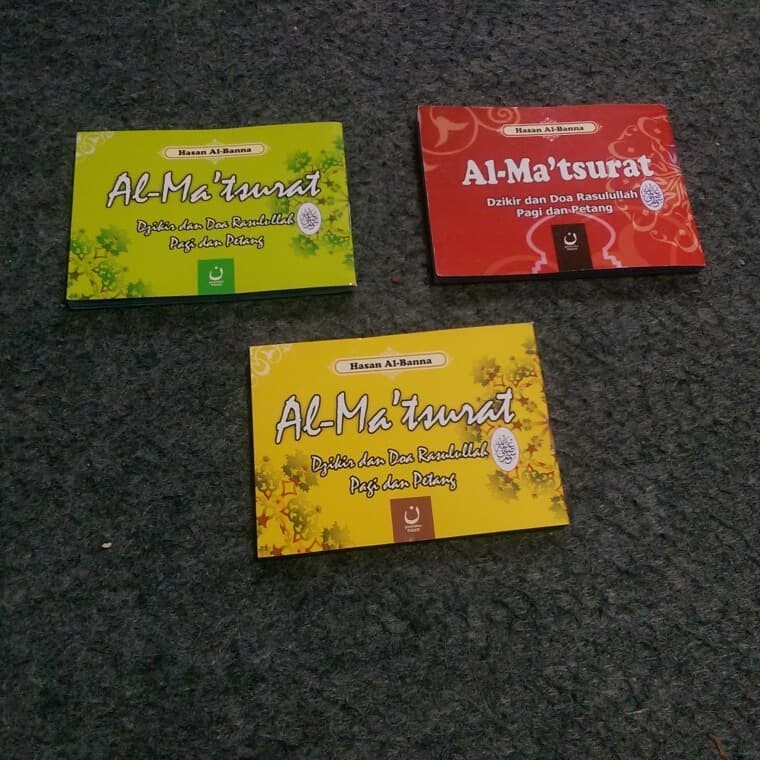 Hasan Al-Banna
Al-Ma'tsurat
Dzikir dan Doa Rasulullah
Pagi dan Petang
ن
Hasan Al-Banna
Al-Ma'tsurat
Dzikir dan Doa Rasulullah
Pagi dan Petang
ن
Hasan Al-Banna
Al-Ma'tsurat
Dzikir dan Doa Rasulullah
Pagi dan Petang
ن